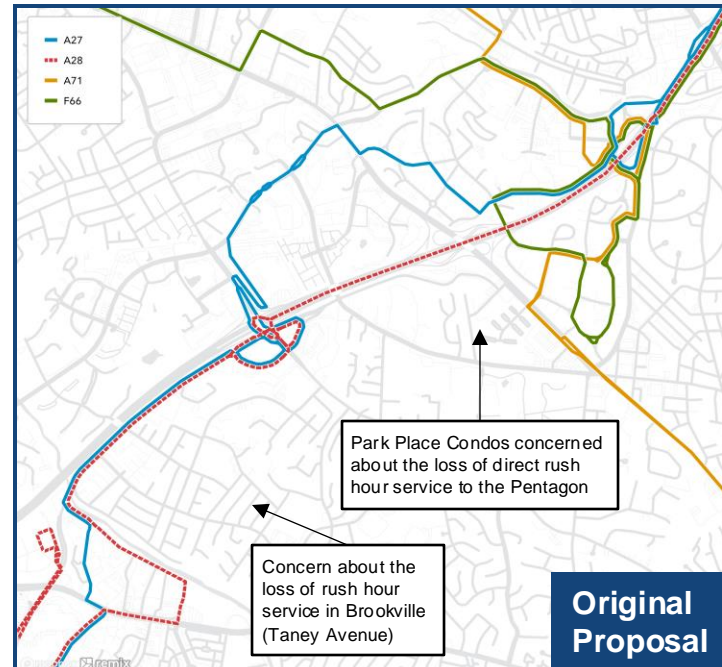 A27
A28
A71
F66
Park Place Condos concerned
about the loss of direct rush
hour service to the Pentagon
Concern about the
loss of rush hour
service in Brookville
(Taney Avenue)
Original
Proposal
remix